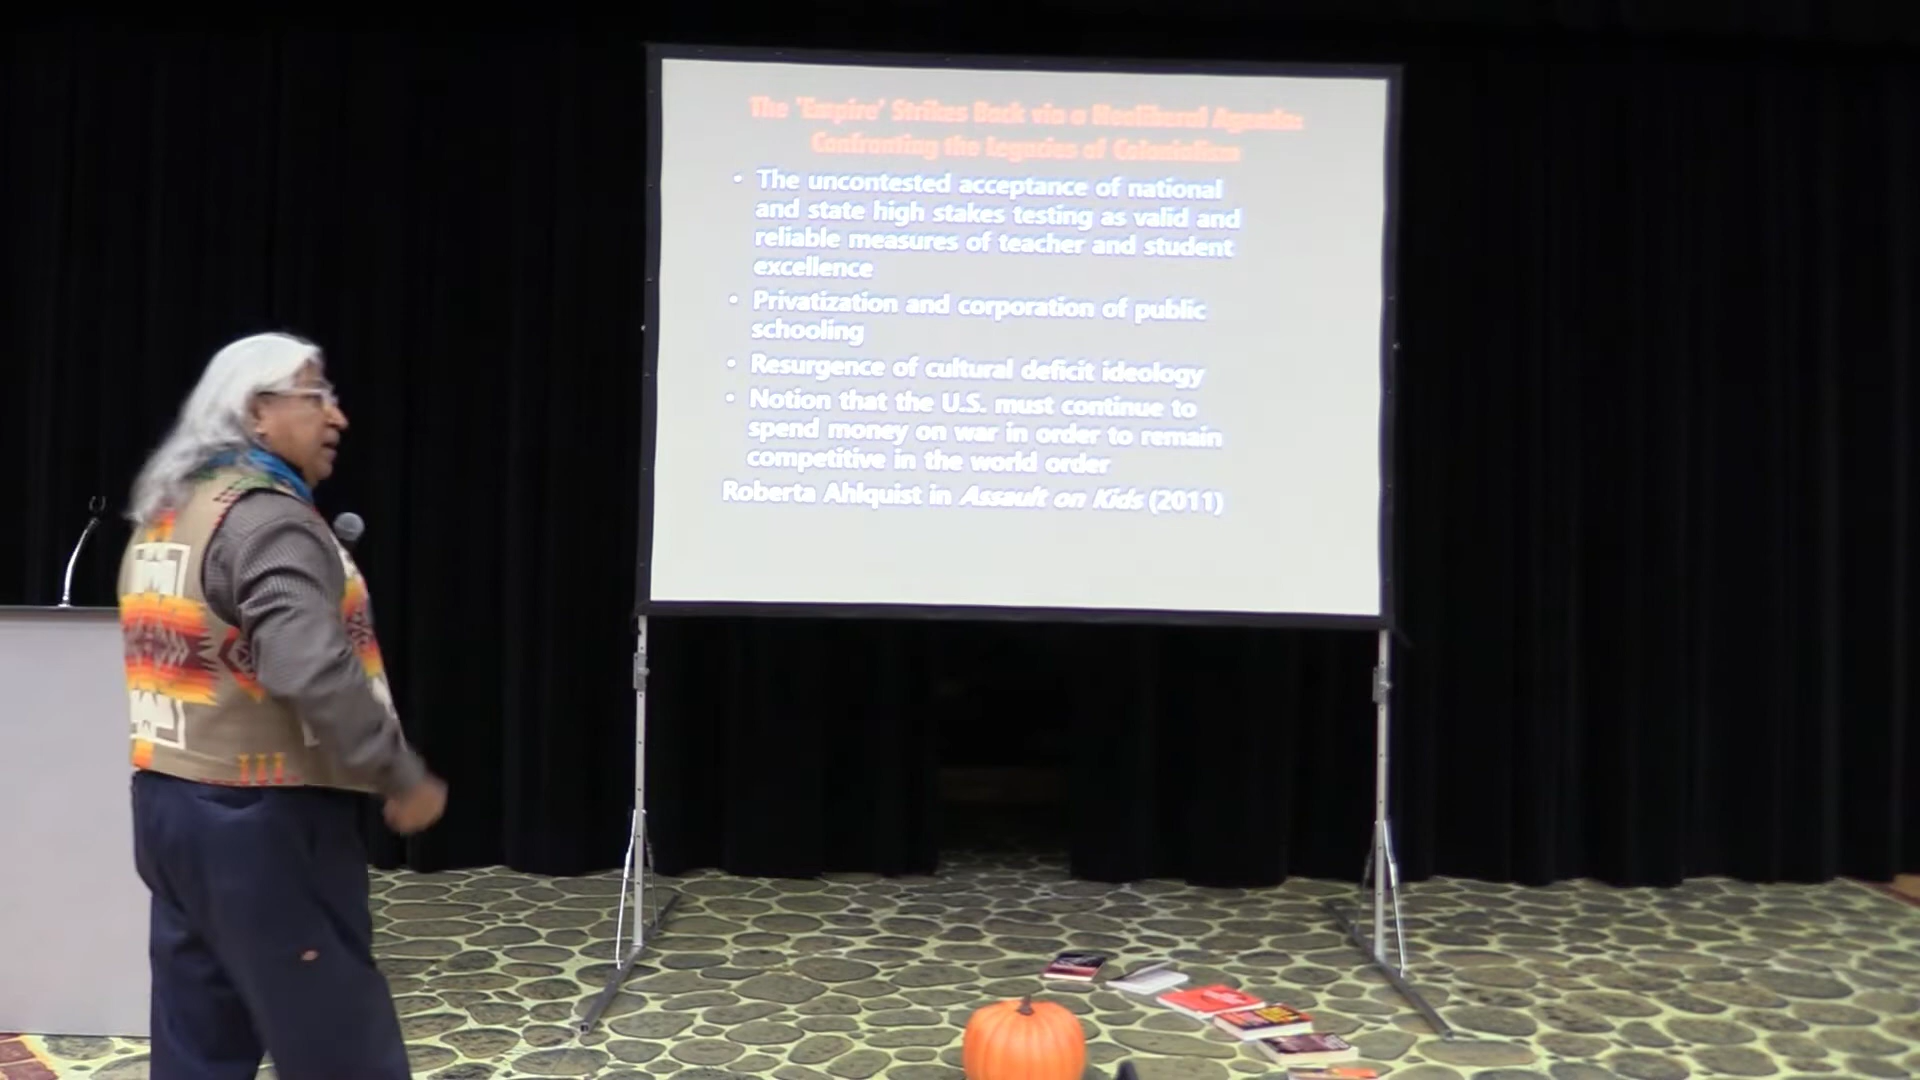 The 'Empire' Strikes Back via a Neoliberal Agenda:
Confronting the Legacies of Colonialism
• The uncontested acceptance of national
and state high stakes testing as valid and
reliable measures of teacher and student
excellence
• Privatization and corporation of public
schooling
• Resurgence of cultural deficit ideology
• Notion that the U.S. must continue to
spend money on war in order to remain
competitive in the world order
Roberta Ahlquist in Assault on Kids (2011)